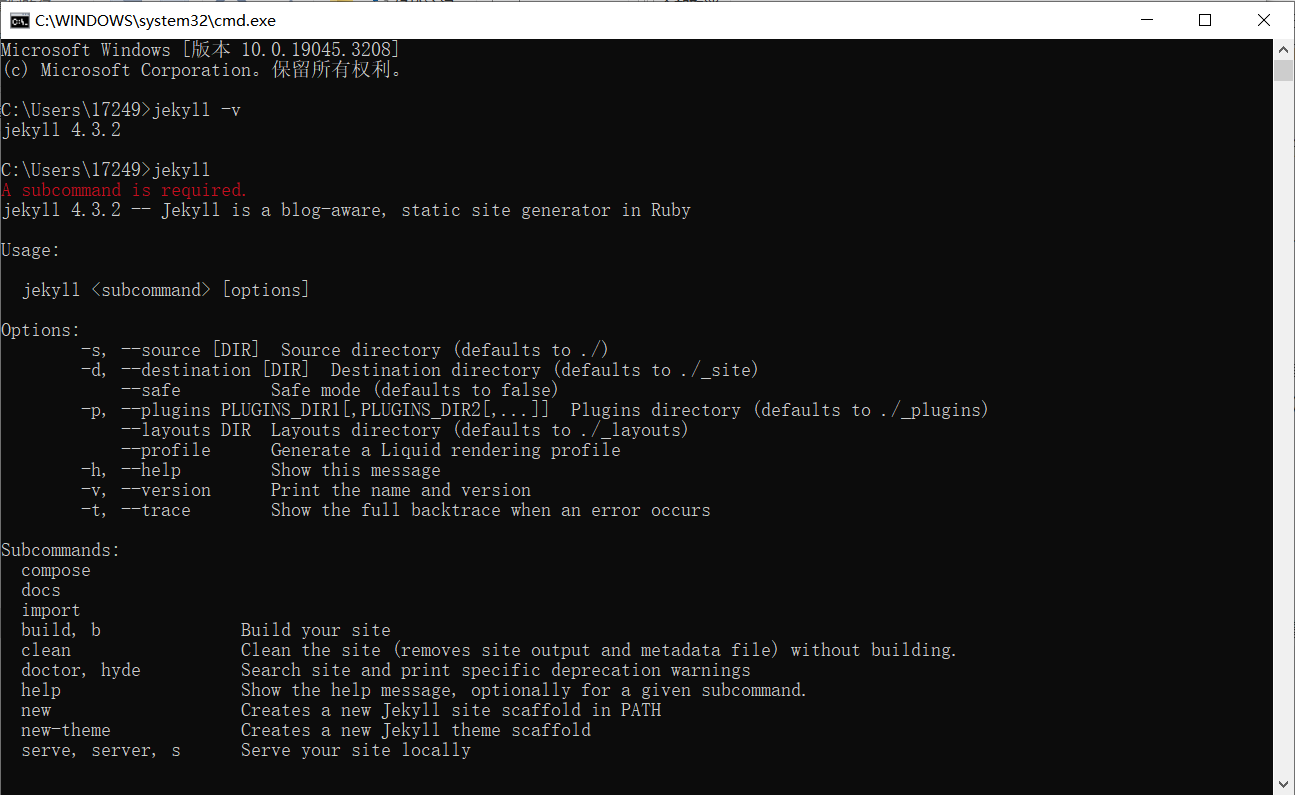 C:\WINDOWS\system32\cmd.exe
Microsoft Windows [版本 10.0.19045.3208]
(c) Microsoft Corporation。保留所有权利。
C:\Users\17249>jekyll -v
jekyll 4.3.2
C:\Users\17249>jekyll
A subcommand is required.
jekyll 4.3.2 -- Jekyll is a blog-aware, static site generator in Ruby
Usage:
jekyll <subcommand> [options]
Options:
-s, --source [DIR]  Source directory (defaults to ./)
-d, --destination [DIR]  Destination directory (defaults to ./_site)
--safe         Safe mode (defaults to false)
-p, --plugins PLUGINS_DIR1[,PLUGINS_DIR2[,...]]  Plugins directory (defaults to ./_plugins)
--layouts DIR  Layouts directory (defaults to ./_layouts)
--profile      Generate a Liquid rendering profile
-h, --help         Show this message
-v, --version      Print the name and version
-t, --trace        Show the full backtrace when an error occurs
Subcommands:
compose
docs
import
build, b              Build your site
clean                 Clean the site (removes site output and metadata file) without building.
doctor, hyde          Search site and print specific deprecation warnings
help                  Show the help message, optionally for a given subcommand.
new                   Creates a new Jekyll site scaffold in PATH
new-theme             Creates a new Jekyll theme scaffold
serve, server, s      Serve your site locally